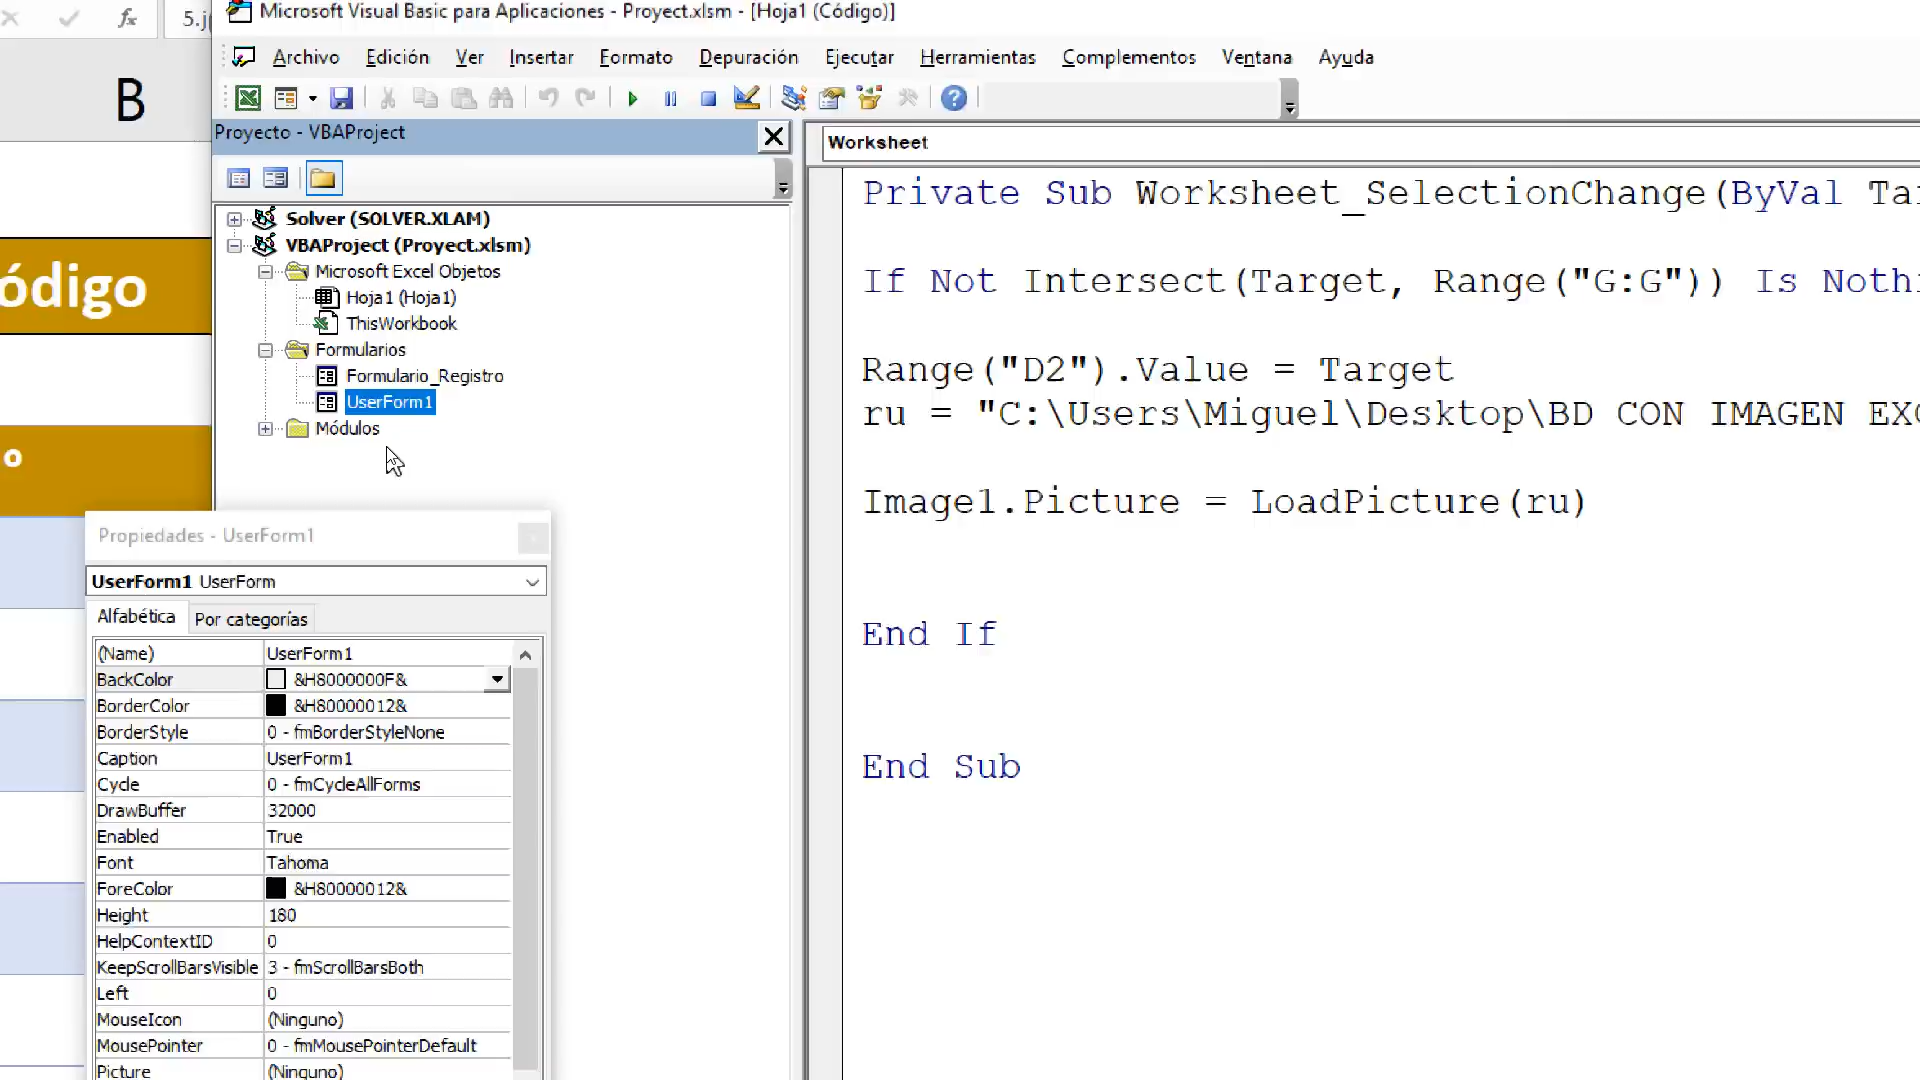 Microsoft Visual Basic para Aplicaciones - Proyect.xlsm - [Hoja1 (Código)]
fx
Archivo Edición Ver Insertar Formato Depuración Ejecutar Herramientas Complementos Ventana Ayuda
B
Proyecto - VBAProject
Worksheet
Solver (SOLVER.XLAM)
VBAProject (Proyect.xlsm)
Microsoft Excel Objetos
Hoja1 (Hoja1)
ThisWorkbook
Formularios
Formulario_Registro
UserForm1
Módulos
ódigo
o
Private Sub Worksheet_SelectionChange(ByVal Tar
If Not Intersect(Target, Range("G:G")) Is Nothi
Range("D2").Value = Target
ru = "C:\Users\Miguel\Desktop\BD CON IMAGEN EXC
Image1.Picture = LoadPicture(ru)
End If
End Sub
Propiedades - UserForm1
UserForm1 UserForm
Alfabética Por categorías
(Name) UserForm1
BackColor &H8000000F&
BorderColor &H80000012&
BorderStyle 0 - fmBorderStyleNone
Caption UserForm1
Cycle 0 - fmCycleAllForms
DrawBuffer 32000
Enabled True
Font Tahoma
ForeColor &H80000012&
Height 180
HelpContextID 0
KeepScrollBarsVisible 3 - fmScrollBarsBoth
Left 0
MouseIcon (Ninguno)
MousePointer 0 - fmMousePointerDefault
Picture (Ninguno)